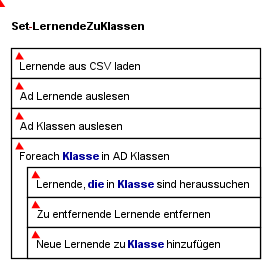 Set-LernendeZuKlassen
Lernende aus CSV laden
Ad Lernende auslesen
Ad Klassen auslesen
Foreach Klasse in AD Klassen
Lernende, die in Klasse sind heraussuchen
Zu entfernende Lernende entfernen
Neue Lernende zu Klasse hinzufügen